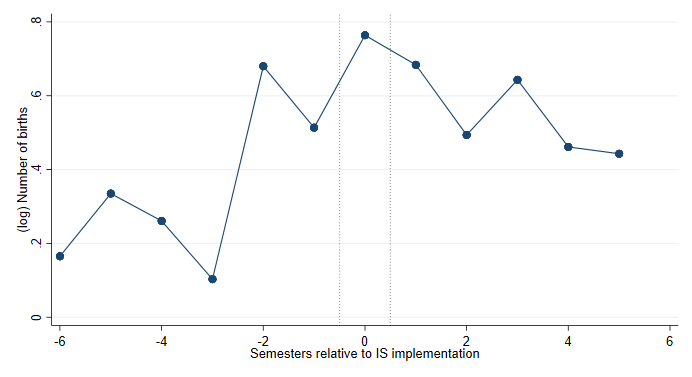 (log) Number of births
.8
.6
.4
.2
0
-6 -4 -2 0 2 4 6
Semesters relative to IS implementation